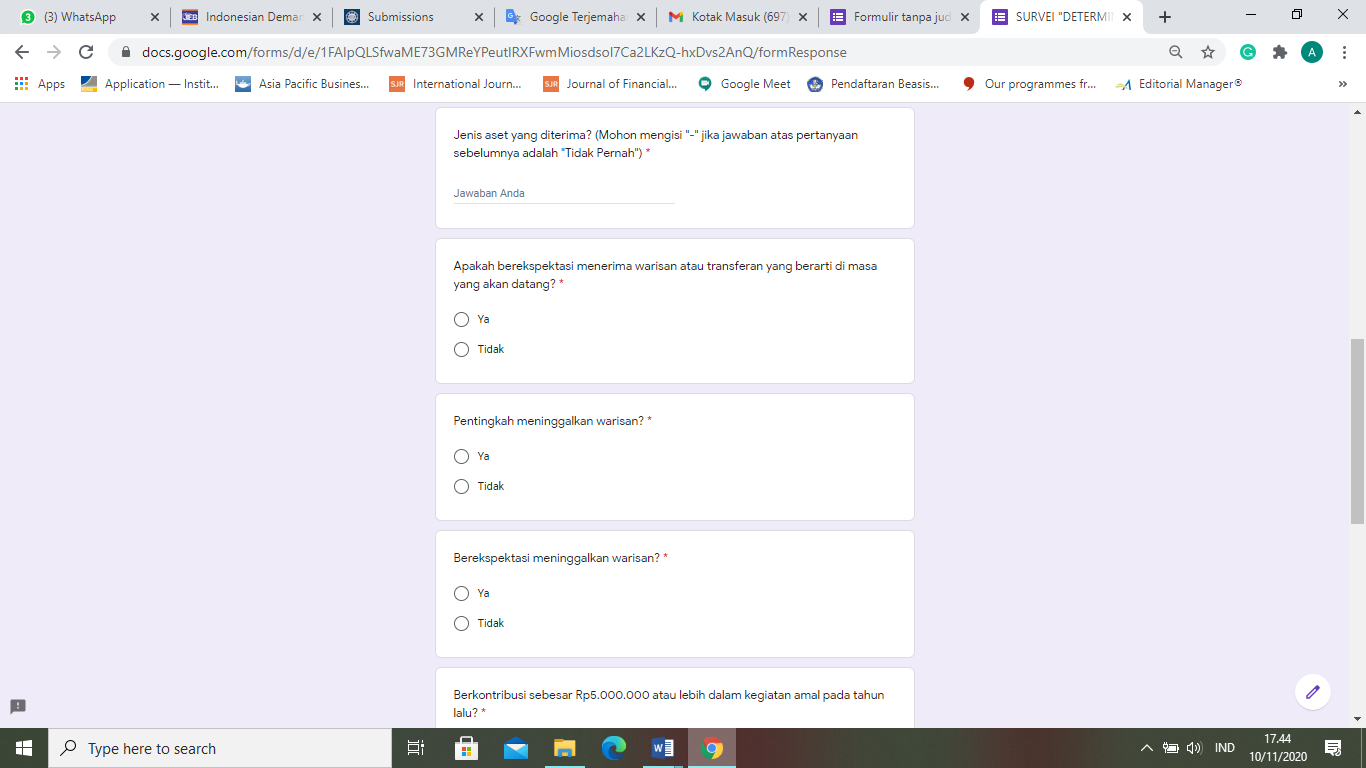 (3) WhatsApp
Indonesian Deman
Submissions
Google Terjemaha
Kotak Masuk (697)
Formulir tanpa jud
SURVEI "DETERMI
docs.google.com/forms/d/e/1FAIpQLSfwaME73GMReYPeutlRXFwmMiosdsol7Ca2LKzQ-hxDvs2AnQ/formResponse
A
Apps
Application — Instit...
Asia Pacific Busines...
SJR
International Journ...
SJR
Journal of Financial...
Google Meet
Pendaftaran Beasis...
Our programmes fr...
Editorial Manager®
Jenis aset yang diterima? (Mohon mengisi "-" jika jawaban atas pertanyaan
sebelumnya adalah "Tidak Pernah") *
Jawaban Anda
Apakah berekspektasi menerima warisan atau transferan yang berarti di masa
yang akan datang? *
Ya
Tidak
Pentingkah meninggalkan warisan? *
Ya
Tidak
Berekspektasi meninggalkan warisan? *
Ya
Tidak
Berkontribusi sebesar Rp5.000.000 atau lebih dalam kegiatan amal pada tahun
lalu? *
Type here to search
IND
17.44
10/11/2020